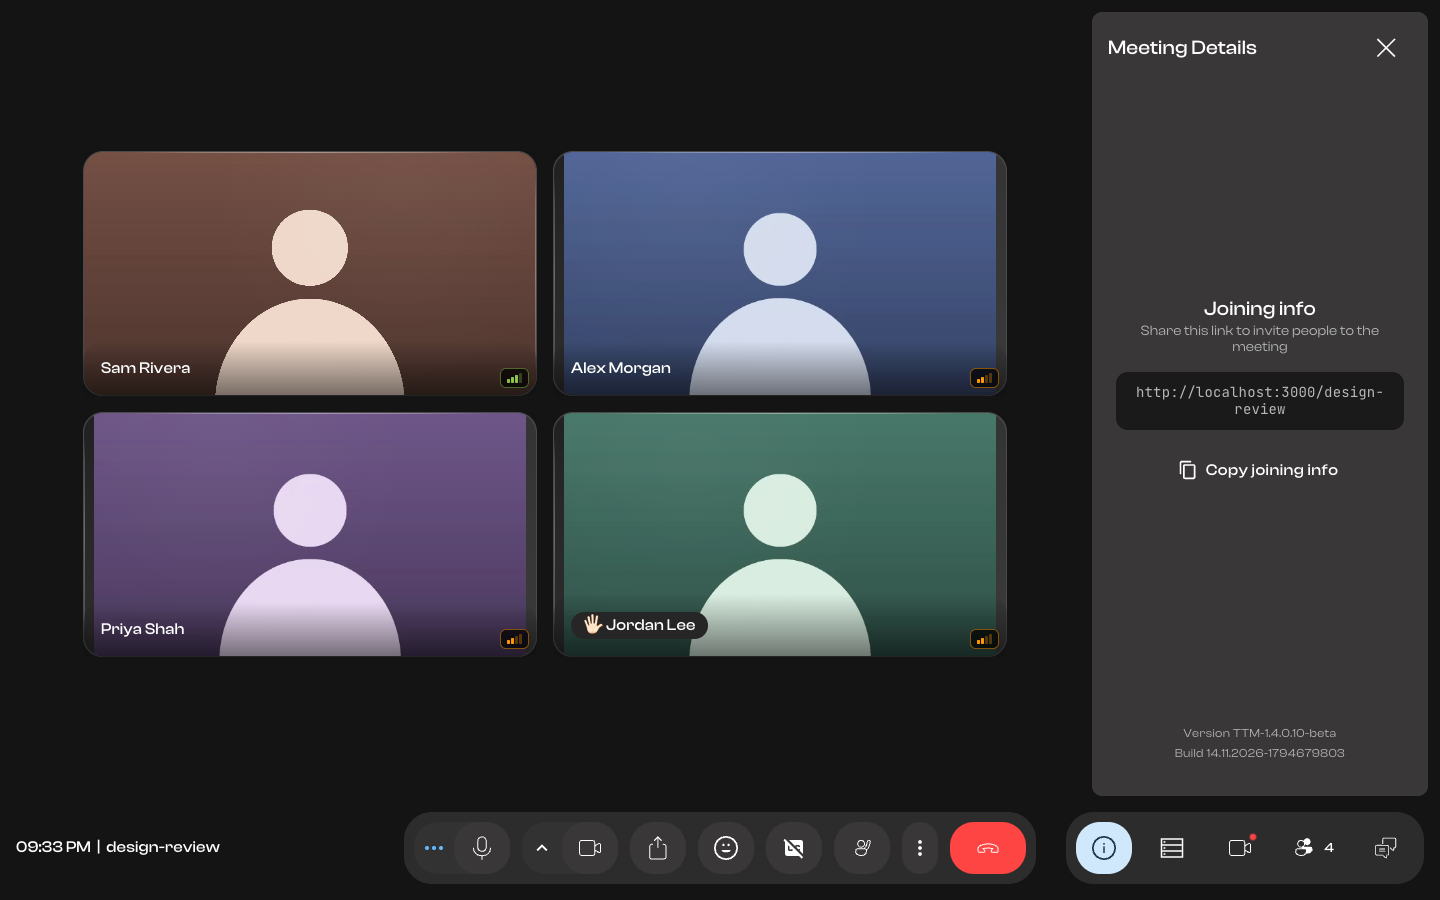 Meeting Details
Sam Rivera
Alex Morgan
Priya Shah
Jordan Lee
Joining info
Share this link to invite people to the
meeting
http://localhost:3000/design-
review
Copy joining info
Version TTM-1.4.0.10-beta
Build 14.11.2026-1794679803
09:33 PM | design-review
4